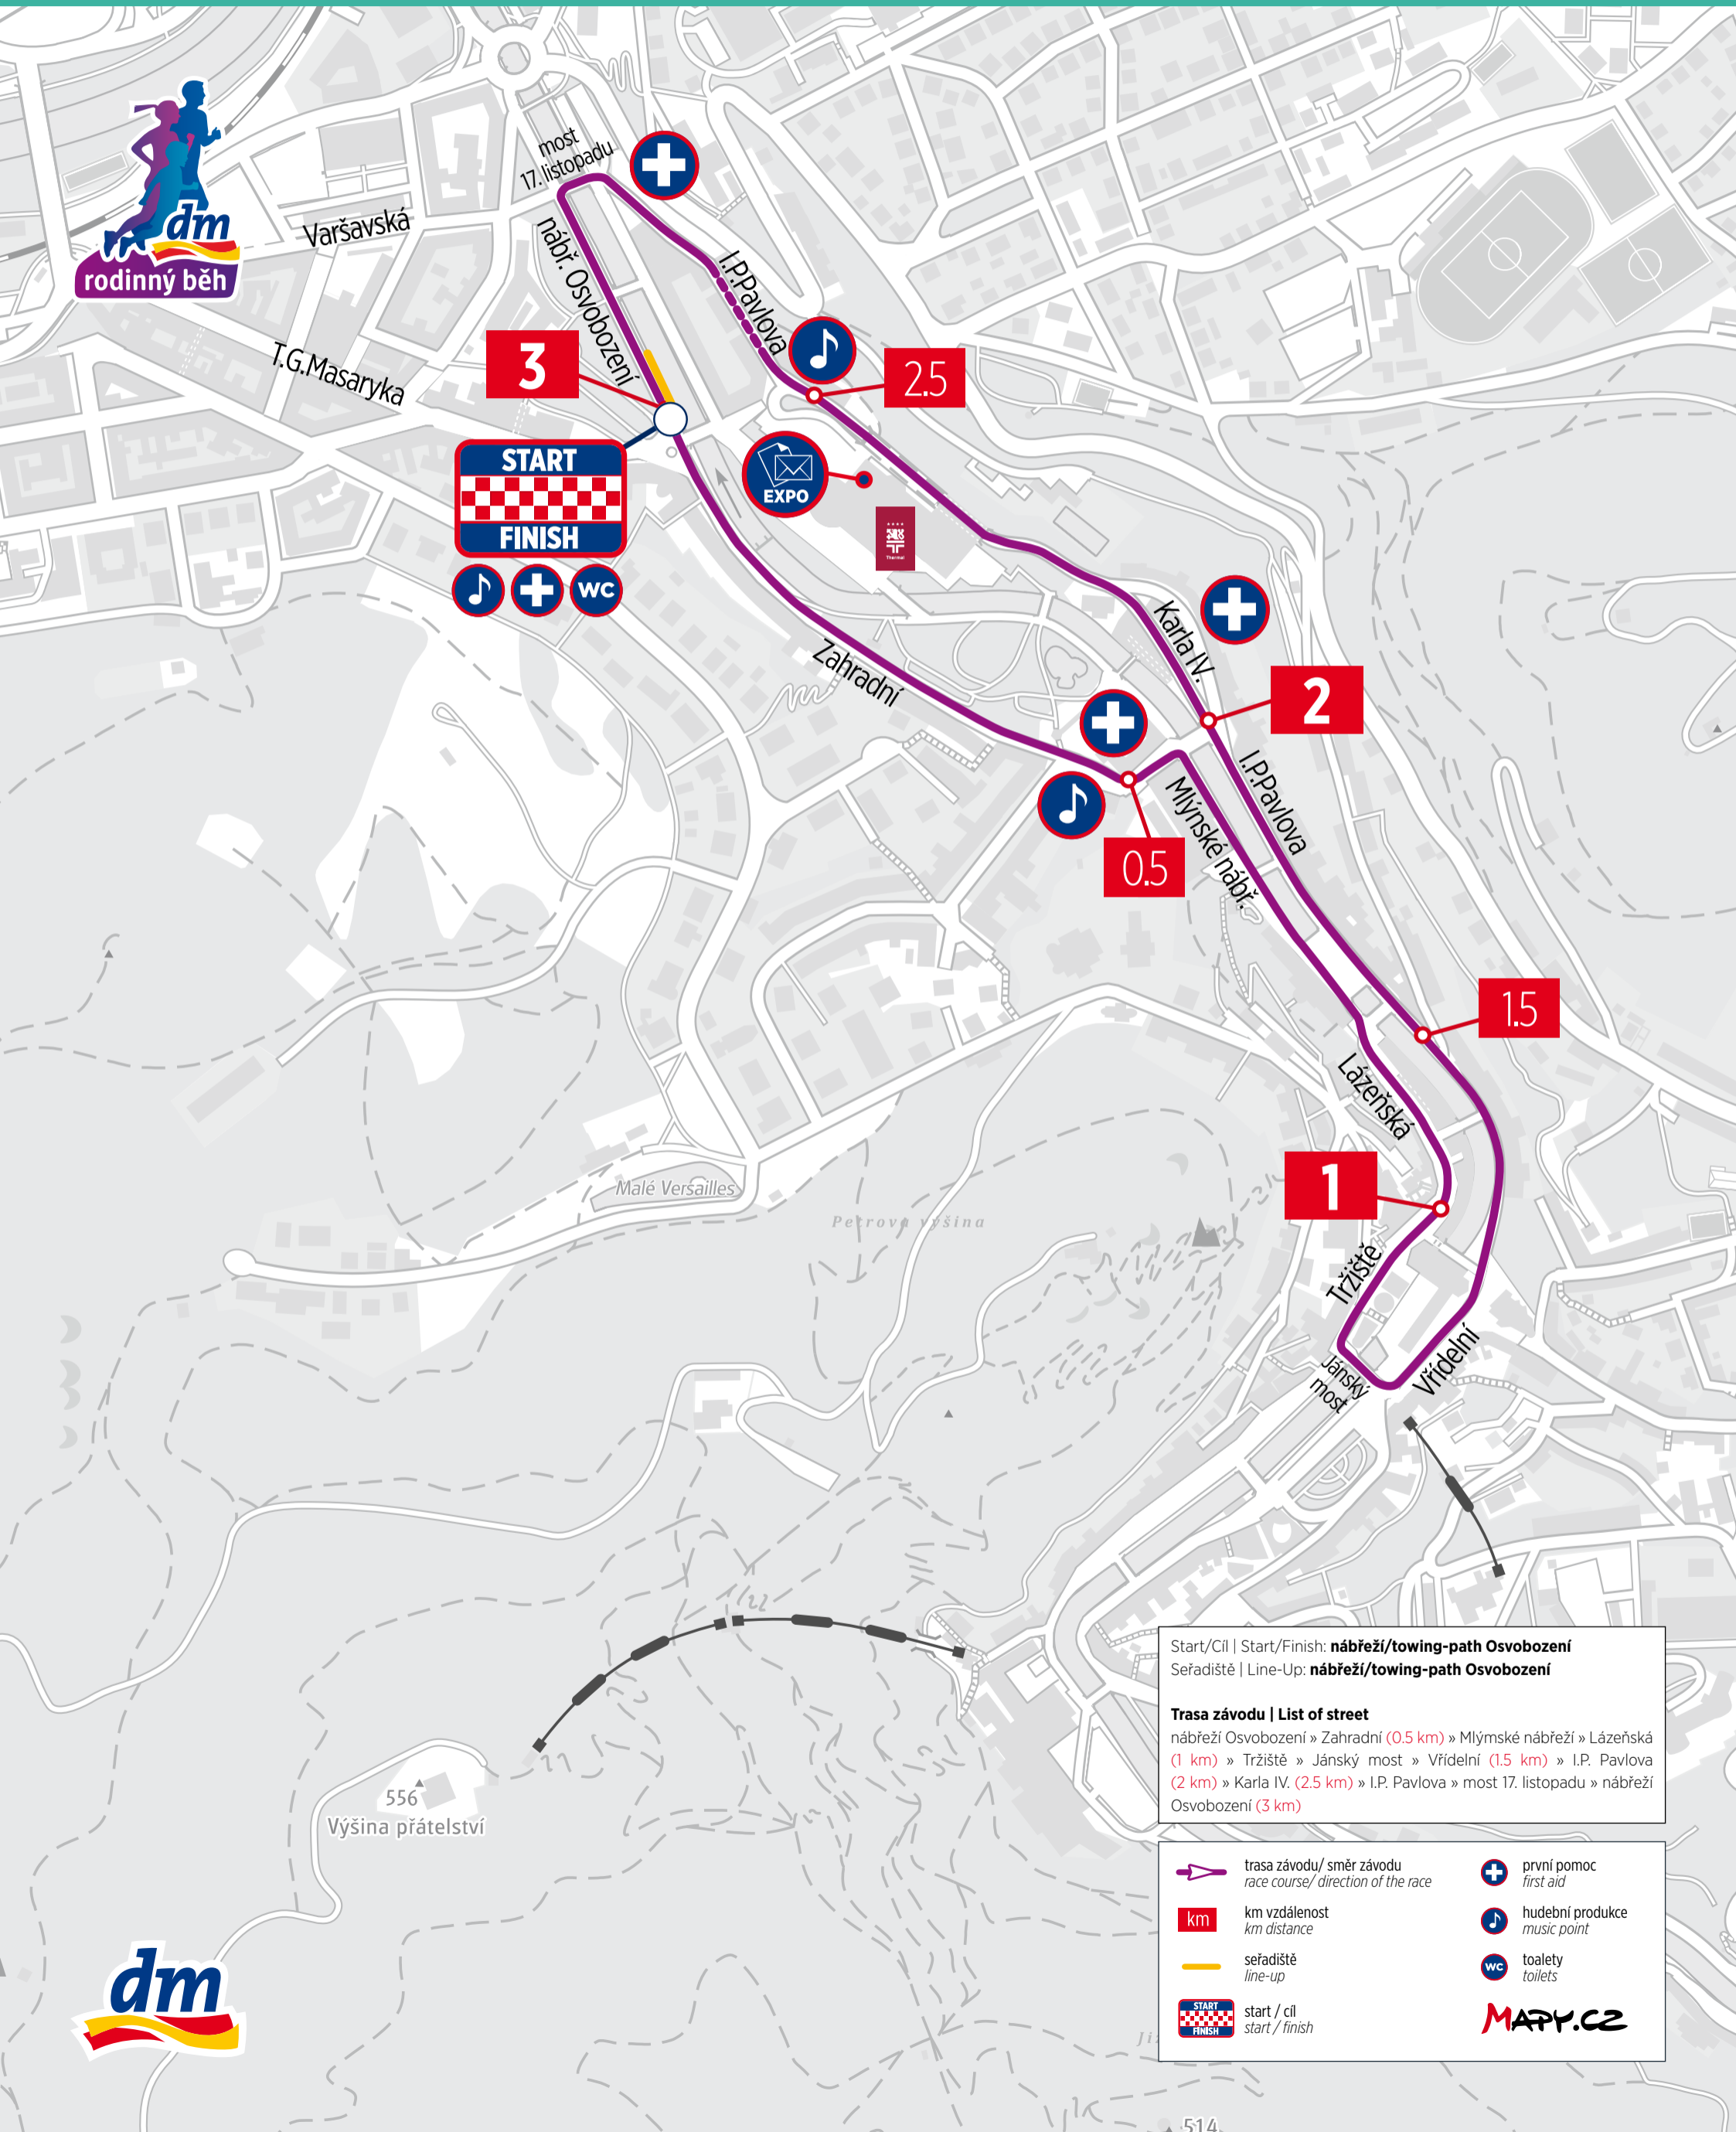 most
17. listopadu
dm
rodinný běh
Varšavská
nábř. Osvobození
I.P.Pavlova
T.G.Masaryka
3
2.5
START
FINISH
EXPO
Thermal
WC
Zahradní
Karla IV.
2
I.P.Pavlova
Mlýnské nábř.
0.5
1.5
Lázeňská
1
Malé Versailles
Petrova výšina
Tržiště
Jánský
most
Vřídelní
556
Výšina přátelství
Start/Cíl | Start/Finish: nábřeží/towing-path Osvobození
Seřadiště | Line-Up: nábřeží/towing-path Osvobození
Trasa závodu | List of street
nábřeží Osvobození » Zahradní (0.5 km) » Mlýmské nábřeží » Lázeňská
(1 km) » Tržiště » Jánský most » Vřídelní (1.5 km) » I.P. Pavlova
(2 km) » Karla IV. (2.5 km) » I.P. Pavlova » most 17. listopadu » nábřeží
Osvobození (3 km)
trasa závodu/ směr závodu
race course/ direction of the race
km
km vzdálenost
km distance
seřadiště
line-up
START
FINISH
start / cíl
start / finish
první pomoc
first aid
hudební produkce
music point
WC
toalety
toilets
MAPY.CZ
dm
514